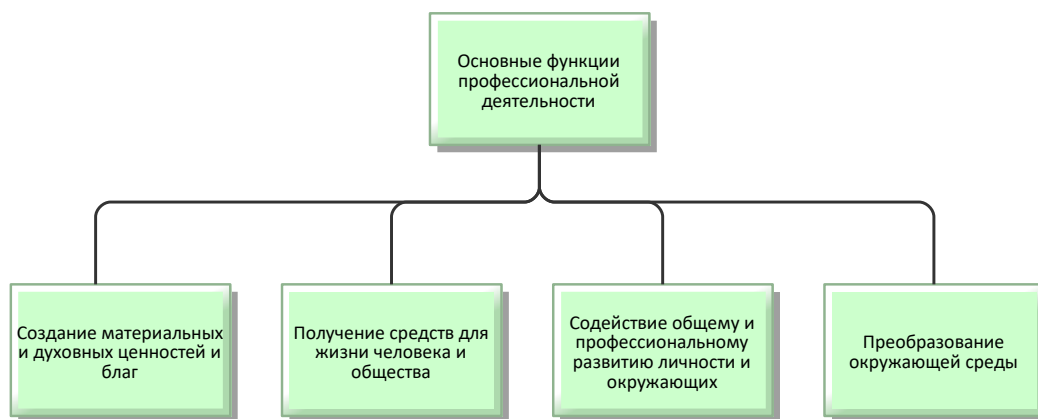 Основные функции
профессиональной
деятельности
Создание материальных
и духовных ценностей и
благ
Получение средств для
жизни человека и
общества
Содействие общему и
профессиональному
развитию личности и
окружающих
Преобразование
окружающей среды